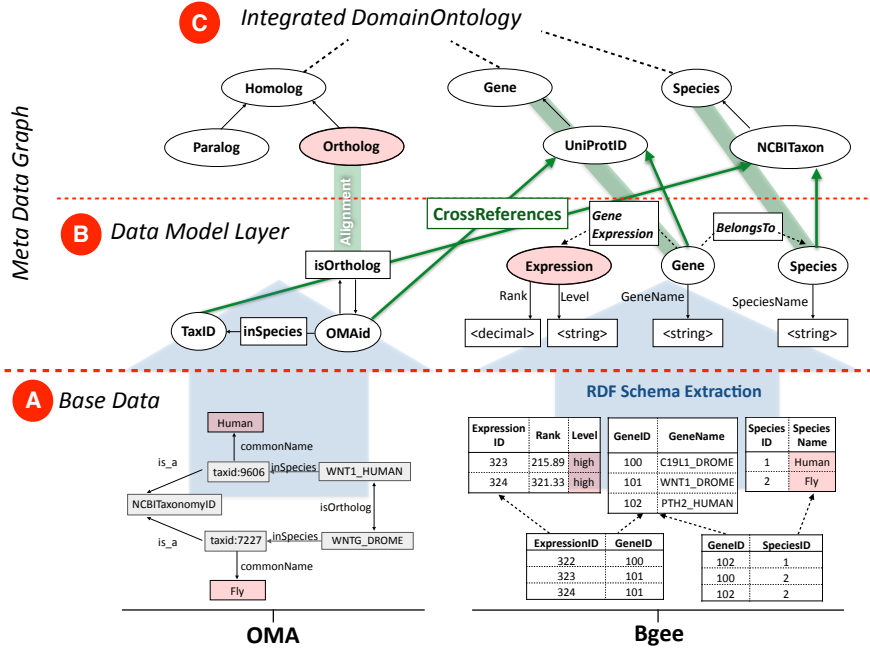 C Integrated DomainOntology
Homolog
Gene
Species
Paralog
Ortholog
UniProtID
NCBITaxon
Meta Data Graph
Alignment
CrossReferences
B Data Model Layer
Gene
Expression
BelongsTo
isOrtholog
Expression
Gene
Species
Rank
Level
GeneName
SpeciesName
TaxID
inSpecies
OMAid
<decimal>
<string>
<string>
<string>
A Base Data
RDF Schema Extraction
Human
commonName
is_a
taxid:9606
inSpecies
WNT1_HUMAN
NCBITaxonomyID
isOrtholog
is_a
taxid:7227
inSpecies
WNTG_DROME
commonName
Fly
OMA
Expression ID Rank Level
323 215.89 high
324 321.33 high
GeneID GeneName
100 C19L1_DROME
101 WNT1_DROME
102 PTH2_HUMAN
Species ID Species Name
1 Human
2 Fly
ExpressionID GeneID
322 100
323 101
324 101
GeneID SpeciesID
102 1
100 2
102 2
Bgee